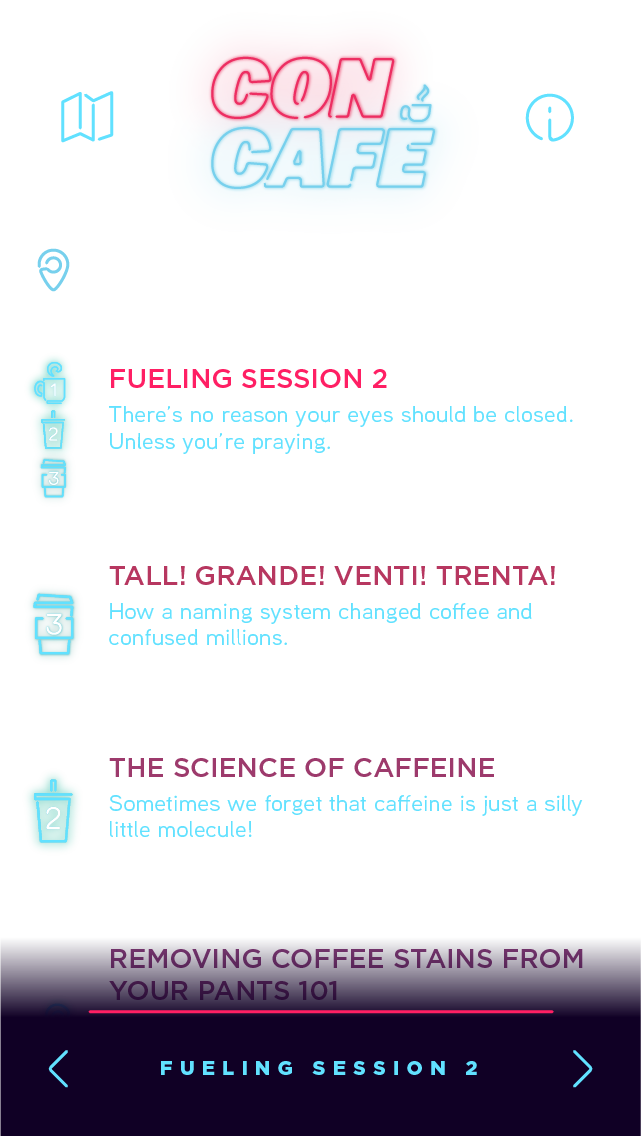 CON
CAFÉ
1
FUELING SESSION 2
There's no reason your eyes should be closed.
2
Unless you're praying.
3
TALL! GRANDE! VENTI! TRENTA!
How a naming system changed coffee and
3
confused millions.
THE SCIENCE OF CAFFEINE
Sometimes we forget that caffeine is just a silly
2
little molecule!
REMOVING COFFEE STAINS FROM
YOUR PANTS 101
FUELING SESSION 2